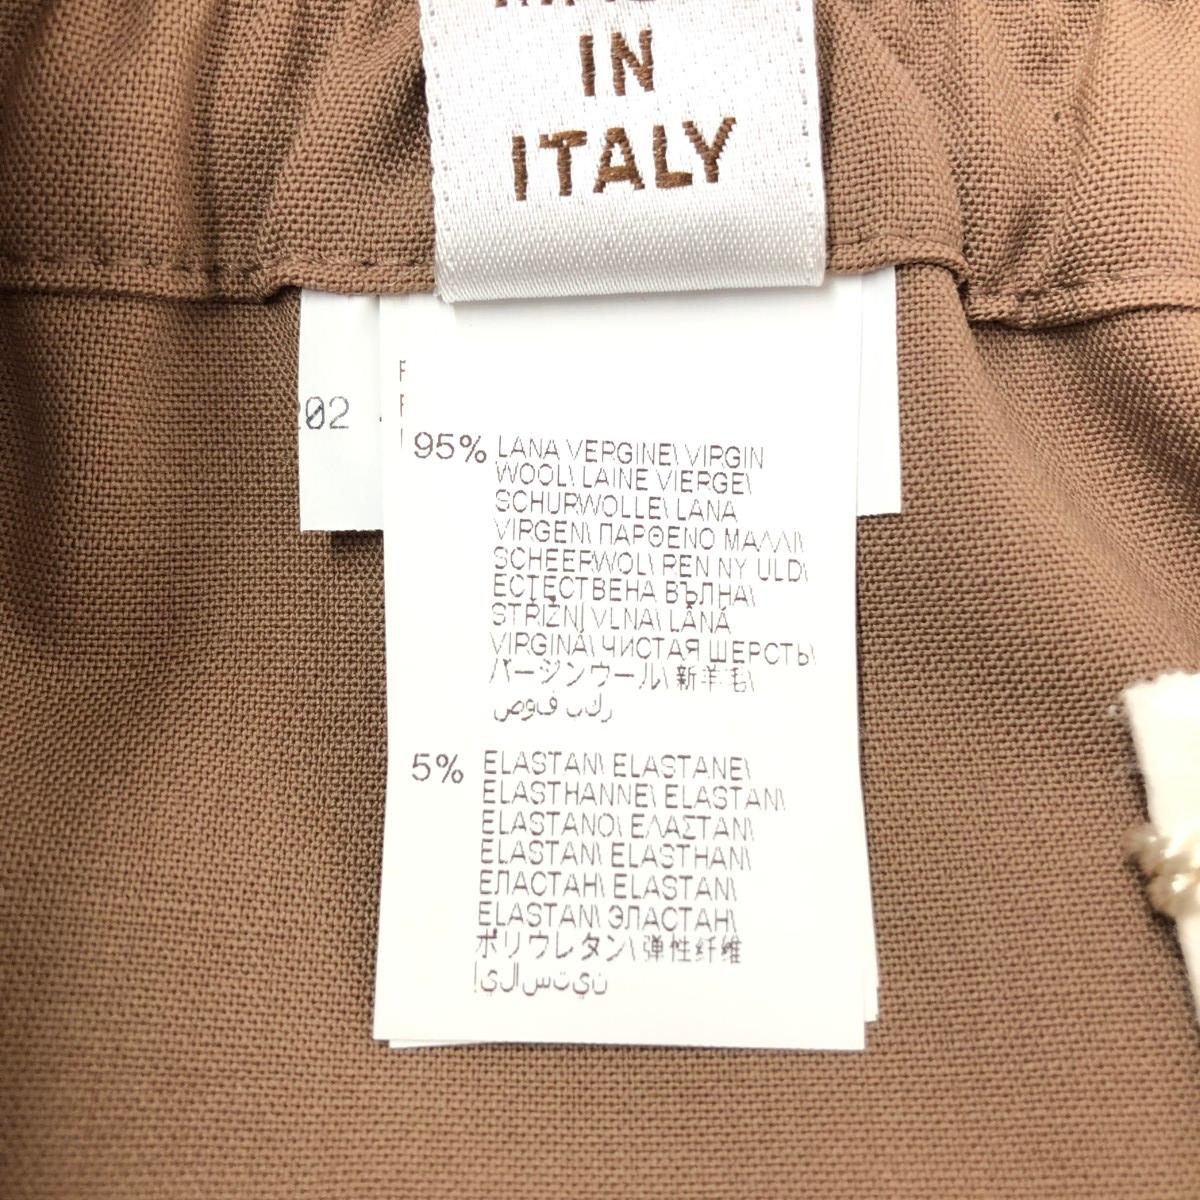 IN
ITALY
202
95% LANA VERGINE\ VIRGIN
WOOL\ LAINE VIERGE\
SCHURWOLLE\ LANA
VIRGEN\ ΠΑΡΘΕΝΟ ΜΑΛΛΙ\
SCHEERWOL\ REN NY ULD\
ЕСТЕСТВЕНА ВЪЛНА\
STŘIŽNÍ VLNA\ LÂNĂ
VIRGINĂ\ ЧИСТАЯ ШЕРСТЬ\
バージンウール\ 新羊毛\
صوف بكر
5% ELASTAN\ ELASTANE\
ELASTHANNE\ ELASTAN\
ELASTANO\ ΕΛΑΣΤΑΝ\
ELASTAN\ ELASTHAN\
ЕЛАСТАН\ ELASTAN\
ELASTAN\ ЭЛАСТАН\
ポリウレタン\ 弹性纤维
إيلاستين